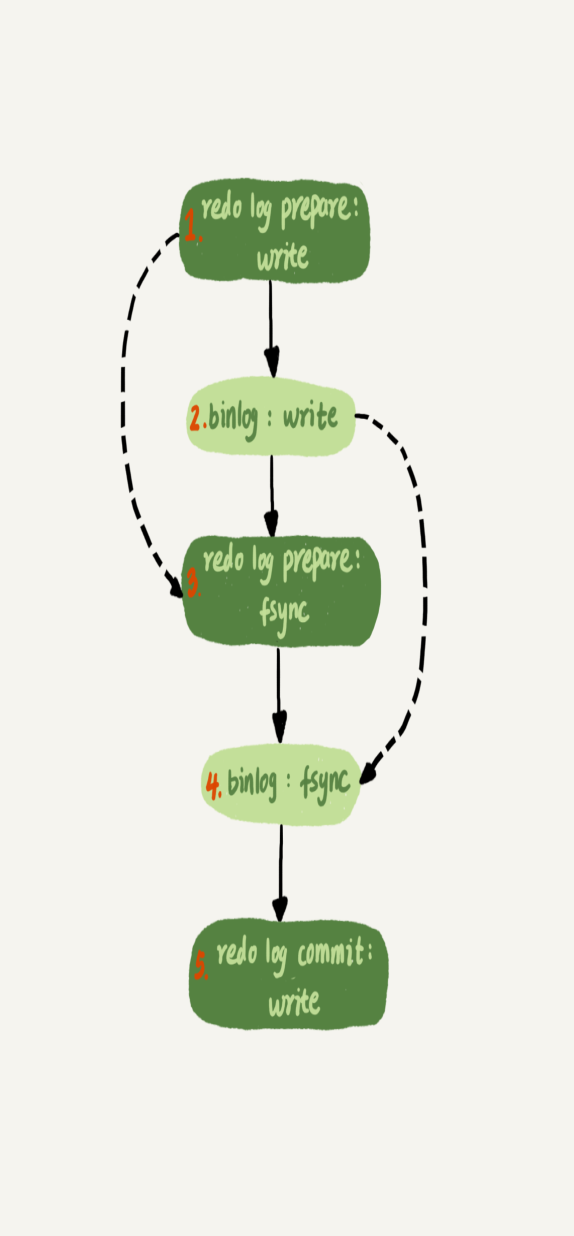 1. redo log prepare:
write
2. binlog : write
3. redo log prepare:
fsync
4. binlog : fsync
5. redo log commit:
write